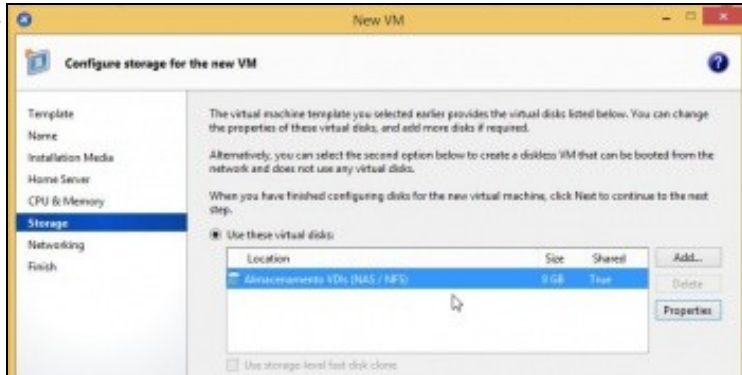 New VM
Configure storage for the new VM
Template
Name
Installation Media
Home Server
CPU & Memory
Storage
Networking
Finish
The virtual machine template you selected earlier provides the virtual disks listed below. You can change
the properties of these virtual disks, and add more disks if required.
Alternatively, you can select the second option below to create a diskless VM that can be booted from the
network and does not use any virtual disks.
When you have finished configuring disks for the new virtual machine, click Next to continue to the next
step.
Use these virtual disks:
Location Size Shared
Almacenamento VDIs (NAS / NFS) 8 GB True
Add...
Delete
Properties
Use storage-level fast disk clone